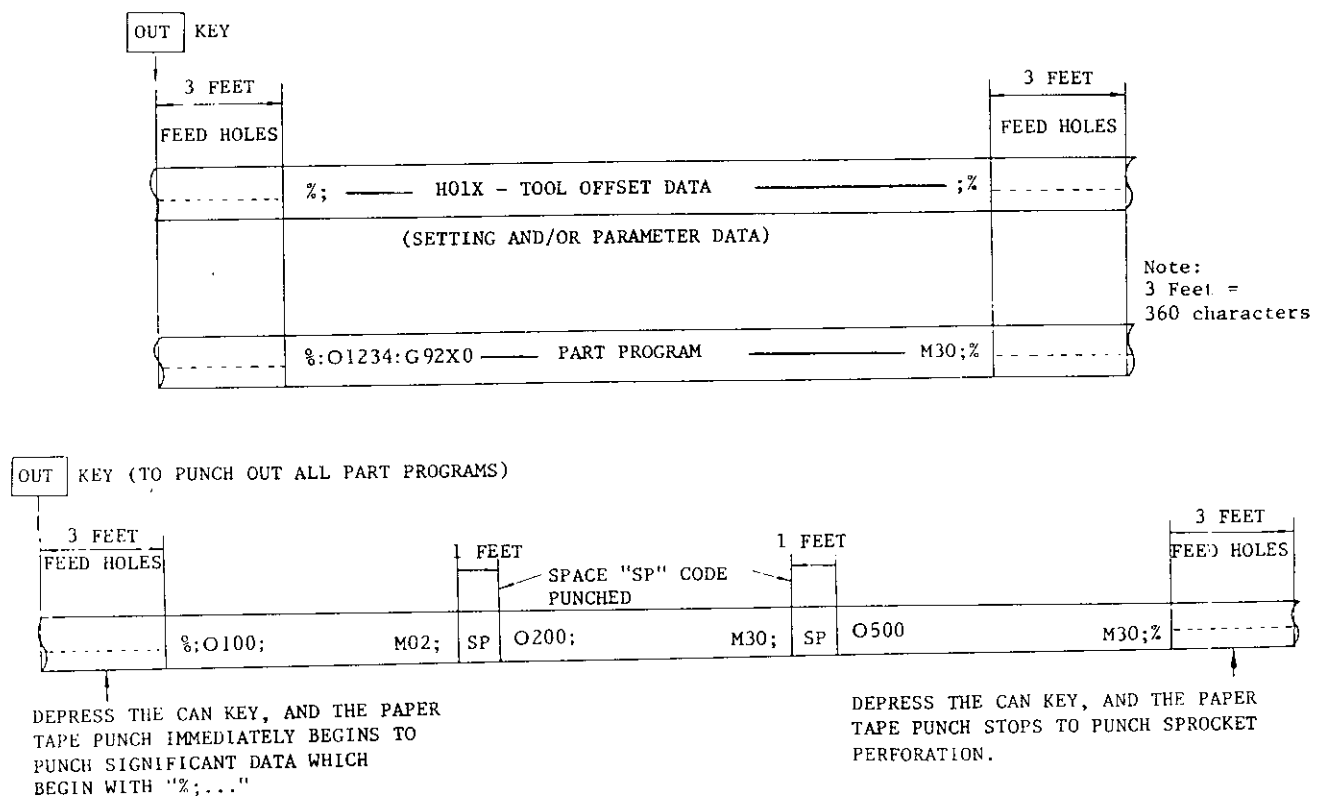 OUT KEY
3 FEET
FEED HOLES
3 FEET
FEED HOLES
%; HO1X - TOOL OFFSET DATA ;%
(SETTING AND/OR PARAMETER DATA)
Note:
3 Feet =
360 characters
%:O1234:G92X0 PART PROGRAM M30;%
OUT KEY (TO PUNCH OUT ALL PART PROGRAMS)
3 FEET
FEED HOLES
1 FEET
SPACE "SP" CODE
PUNCHED
1 FEET
3 FEET
FEED HOLES
%;O100; M02; SP O200; M30; SP O500 M30;%
DEPRESS THE CAN KEY, AND THE PAPER
TAPE PUNCH IMMEDIATELY BEGINS TO
PUNCH SIGNIFICANT DATA WHICH
BEGIN WITH "%;..."
DEPRESS THE CAN KEY, AND THE PAPER
TAPE PUNCH STOPS TO PUNCH SPROCKET
PERFORATION.